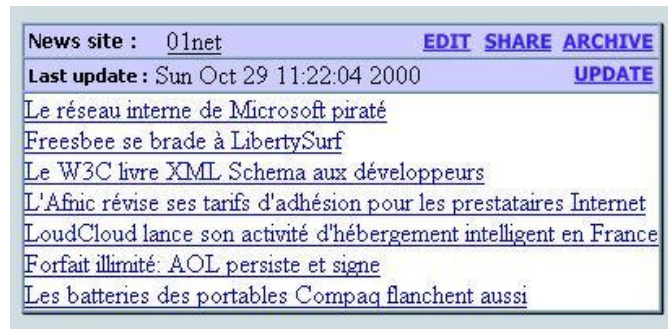 News site : 01net EDIT SHARE ARCHIVE
Last update : Sun Oct 29 11:22:04 2000 UPDATE
Le réseau interne de Microsoft piraté
Freesbee se brade à LibertySurf
Le W3C livre XML Schema aux développeurs
L'Afnic révise ses tarifs d'adhésion pour les prestataires Internet
LoudCloud lance son activité d'hébergement intelligent en France
Forfait illimité: AOL persiste et signe
Les batteries des portables Compaq flanchent aussi